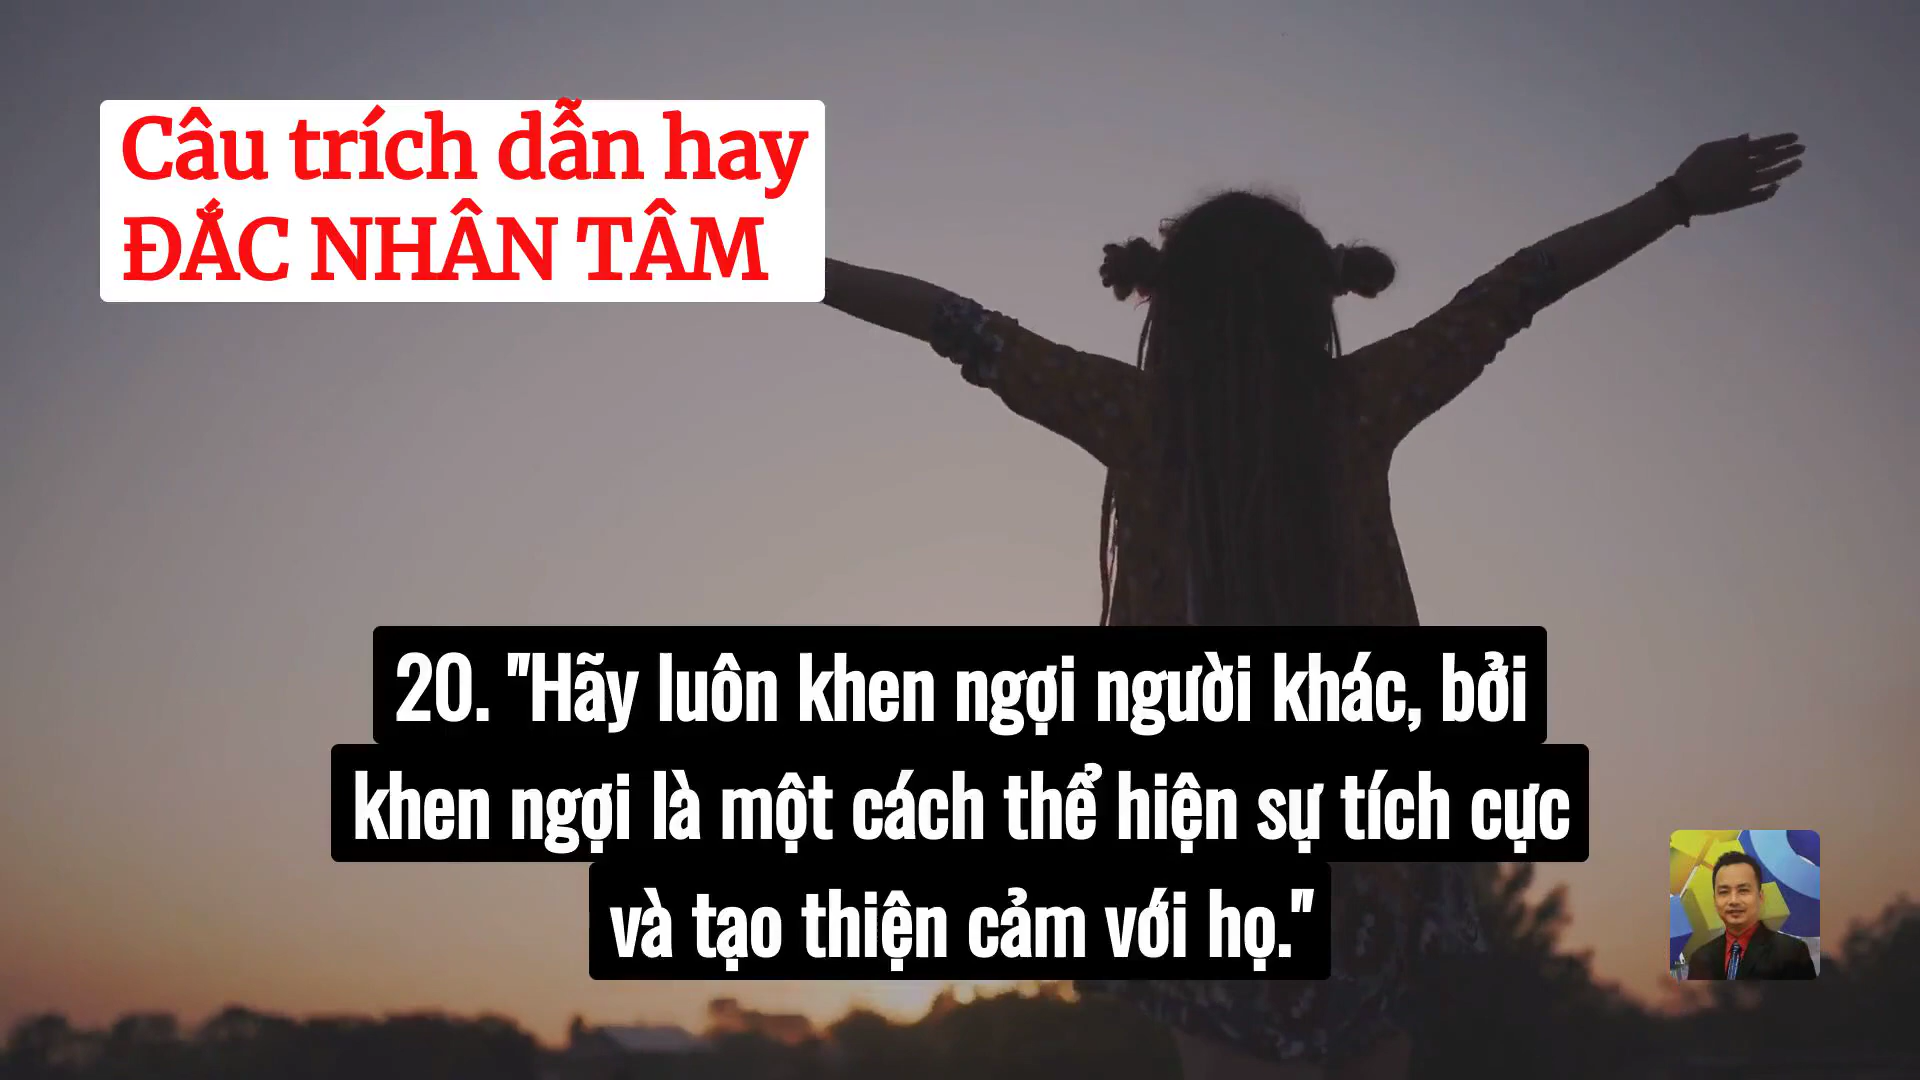 Câu trích dẫn hay
ĐẮC NHÂN TÂM
20. "Hãy luôn khen ngợi người khác, bởi
khen ngợi là một cách thể hiện sự tích cực
và tạo thiện cảm với họ."